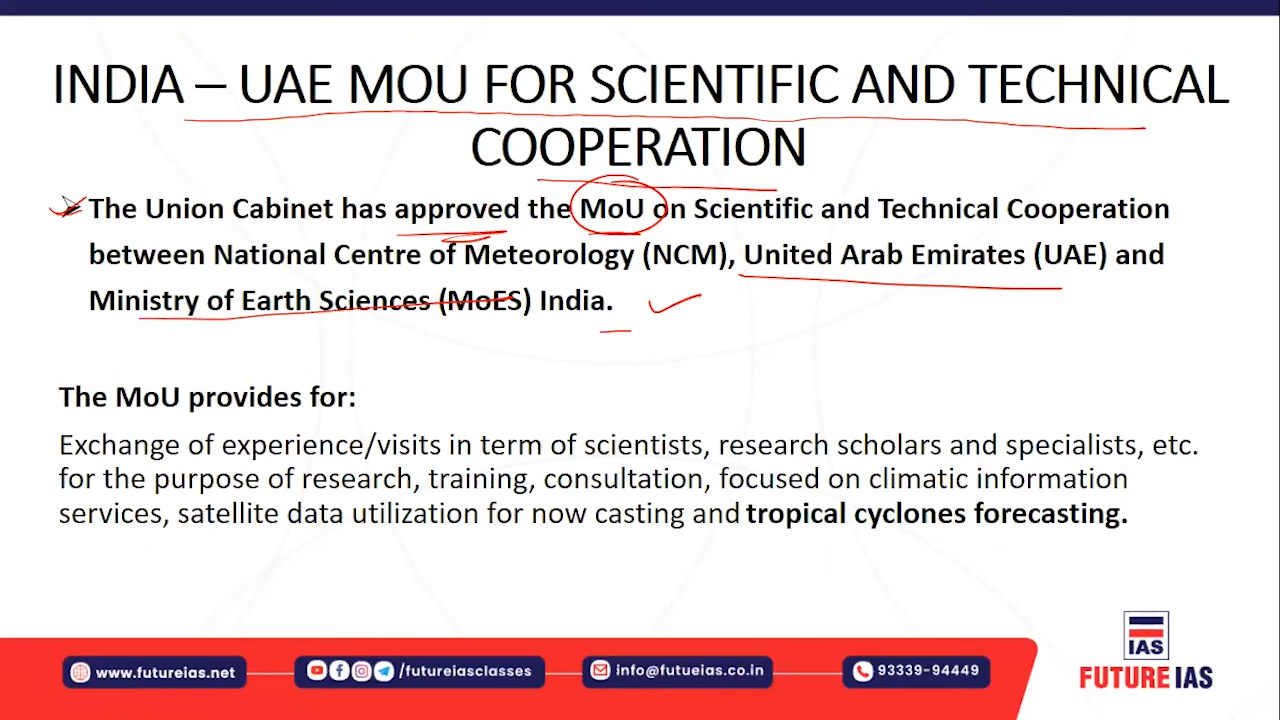 INDIA – UAE MOU FOR SCIENTIFIC AND TECHNICAL
COOPERATION
The Union Cabinet has approved the MoU on Scientific and Technical Cooperation
between National Centre of Meteorology (NCM), United Arab Emirates (UAE) and
Ministry of Earth Sciences (MoES) India.
The MoU provides for:
Exchange of experience/visits in term of scientists, research scholars and specialists, etc.
for the purpose of research, training, consultation, focused on climatic information
services, satellite data utilization for now casting and tropical cyclones forecasting.
IAS
www.futureias.net
/futureiasclasses
info@futueias.co.in
93339-94449
FUTURE IAS